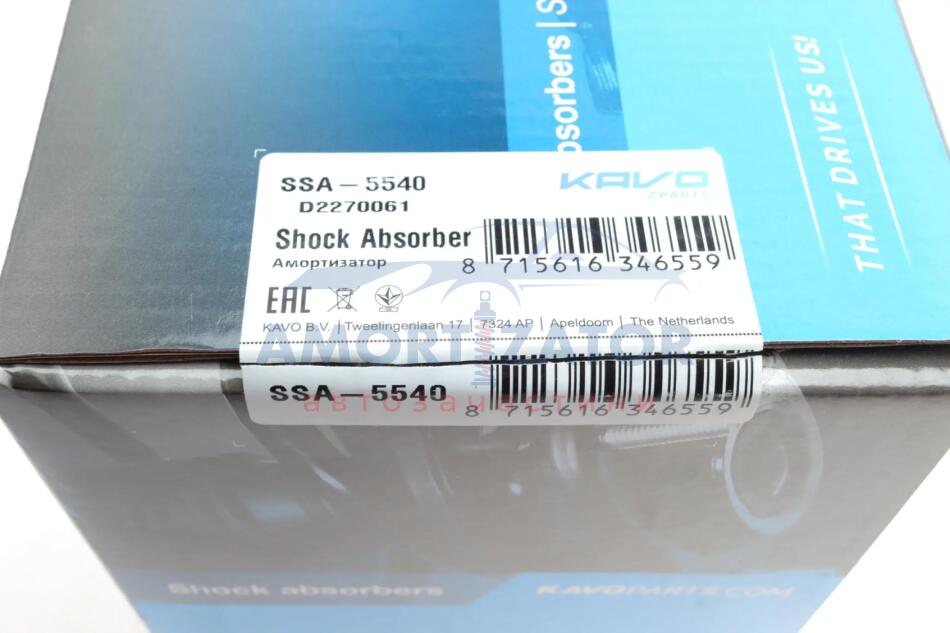 bsorbers | S
THAT DRIVES US!
SSA – 5540
D2270061
KAVO
PARTS
Shock Absorber
Амортизатор
8 715616 346559
EAC
KAVO B.V. | Tweelingenlaan 17 | 7324 AP | Apeldoorn | The Netherlands
AMORTIZATOR
SSA – 5540
8 715616 346559
автозапчастини
Shock absorbers
KAVOPARTS.COM